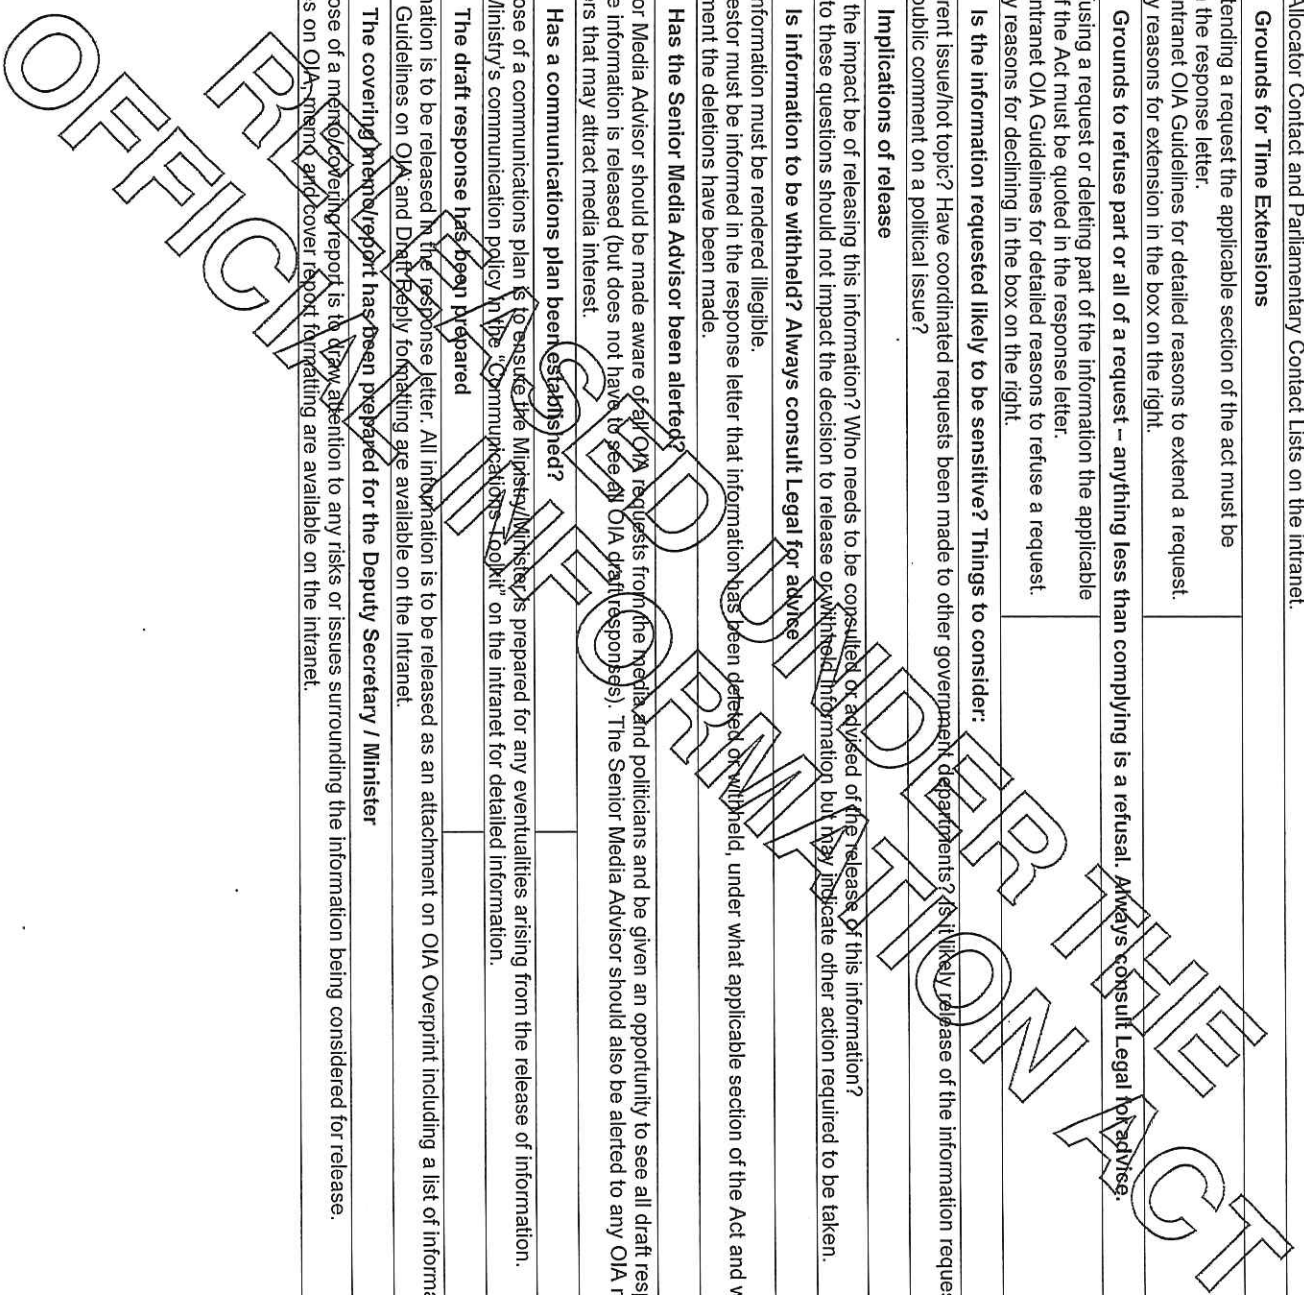 Allocator Contact and Parliamentary Contact Lists on the intranet.
Grounds for Time Extensions
tending a request the applicable section of the act must be
the response letter.
ntranet OIA Guidelines for detailed reasons to extend a request.
y reasons for extension in the box on the right.
Grounds to refuse part or all of a request – anything less than complying is a refusal. Always consult Legal for advice.
using a request or deleting part of the information the applicable
f the Act must be quoted in the response letter.
ntranet OIA Guidelines for detailed reasons to refuse a request.
y reasons for declining in the box on the right.
Is the information requested likely to be sensitive? Things to consider:
rent issue/hot topic? Have coordinated requests been made to other government departments? Is it likely release of the information reques
public comment on a political issue?
Implications of release
the impact be of releasing this information? Who needs to be consulted or advised of the release of this information?
to these questions should not impact the decision to release or withhold information but may indicate other action required to be taken.
Is information to be withheld? Always consult Legal for advice
nformation must be rendered illegible.
estor must be informed in the response letter that information has been deleted or withheld, under what applicable section of the Act and w
ment the deletions have been made.
Has the Senior Media Advisor been alerted?
or Media Advisor should be made aware of all OIA requests from the media and politicians and be given an opportunity to see all draft resp
e information is released (but does not have to see all OIA draft responses). The Senior Media Advisor should also be alerted to any OIA r
rs that may attract media interest.
Has a communications plan been established?
ose of a communications plan is to ensure the Ministry/Minister is prepared for any eventualities arising from the release of information.
Ministry's communication policy in the "Communications Toolkit" on the intranet for detailed information.
The draft response has been prepared
nation is to be released in the response letter. All information is to be released as an attachment on OIA Overprint including a list of informa
Guidelines on OIA and Draft Reply formatting are available on the Intranet.
The covering memo/report has been prepared for the Deputy Secretary / Minister
ose of a memo/covering report is to draw attention to any risks or issues surrounding the information being considered for release.
s on OIA, memo and cover report formatting are available on the intranet.
RELEASED UNDER THE
OFFICIAL INFORMATION ACT